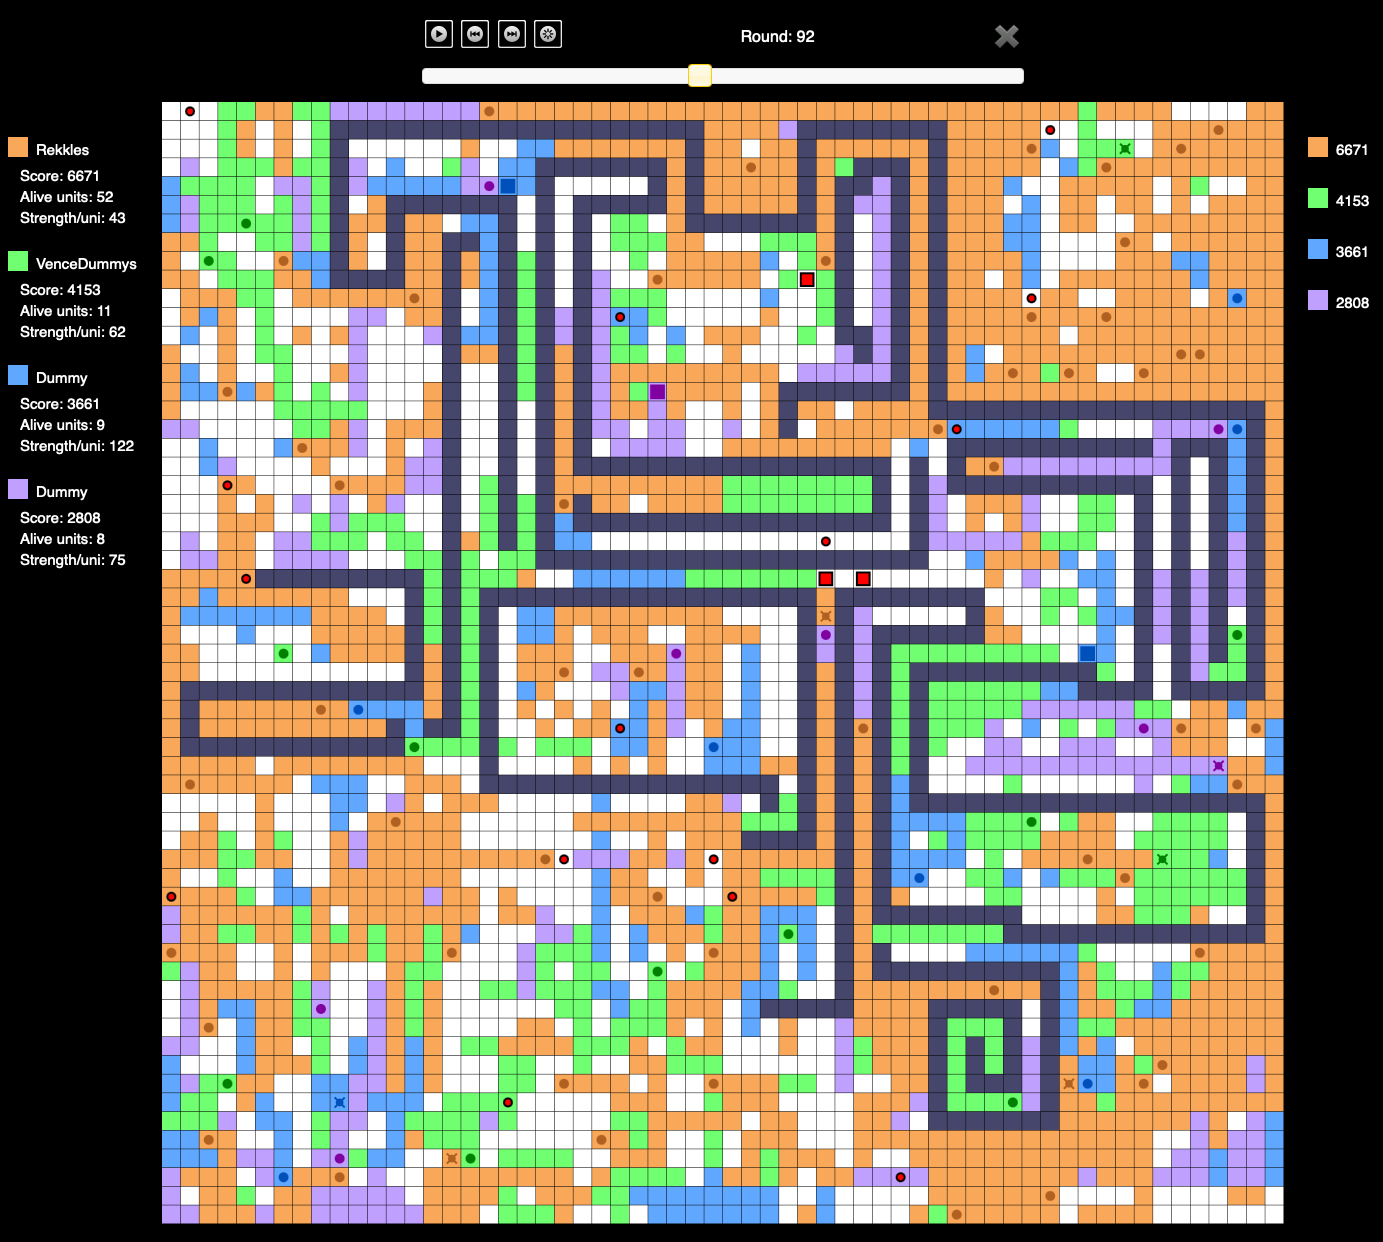 Round: 92
Rekkles
Score: 6671
Alive units: 52
Strength/uni: 43
VenceDummys
Score: 4153
Alive units: 11
Strength/uni: 62
Dummy
Score: 3661
Alive units: 9
Strength/uni: 122
Dummy
Score: 2808
Alive units: 8
Strength/uni: 75
6671
4153
3661
2808